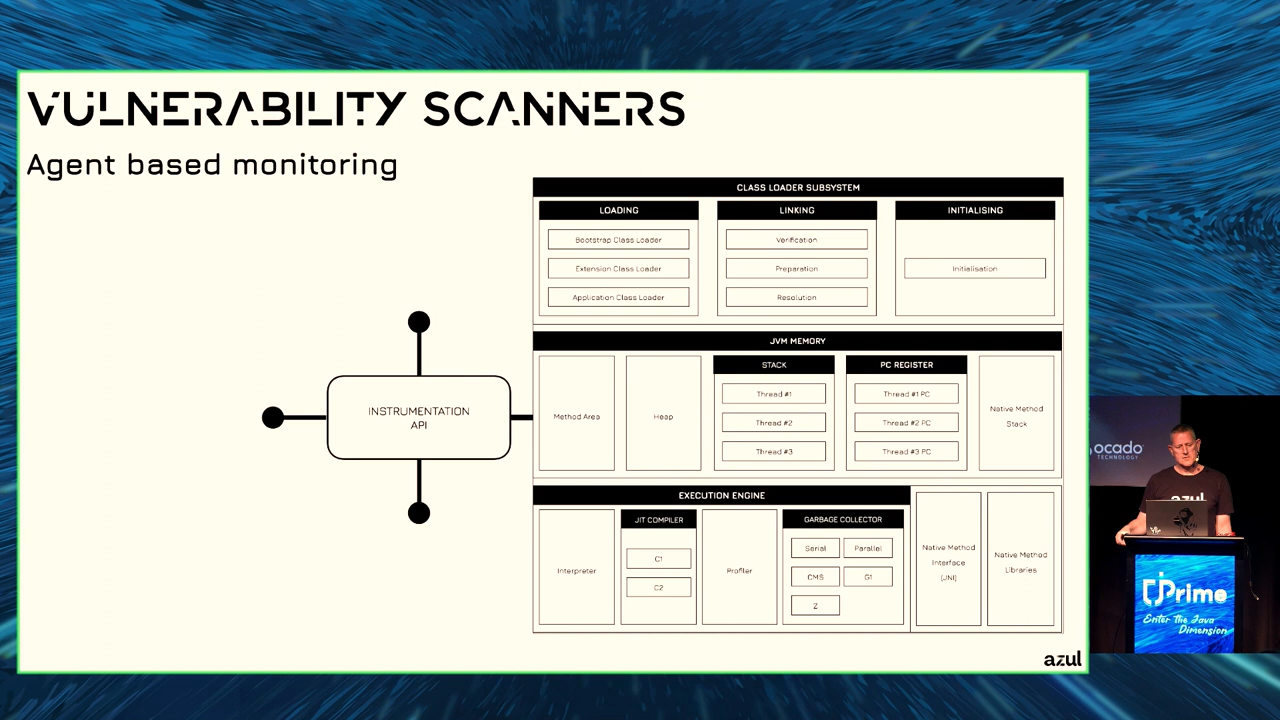 VULNERABILITY SCANNERS
Agent based monitoring
CLASS LOADER SUBSYSTEM
LOADING
LINKING
INITIALISING
Bootstrap Class Loader
Extension Class Loader
Application Class Loader
Verification
Preparation
Resolution
Initialisation
JVM MEMORY
Method Area
Heap
STACK
Thread #1
Thread #2
Thread #3
PC REGISTER
Thread #1 PC
Thread #2 PC
Thread #3 PC
Native Method
Stack
INSTRUMENTATION
API
EXECUTION ENGINE
Interpreter
JIT COMPILER
C1
C2
Profiler
GARBAGE COLLECTOR
Serial
Parallel
CMS
G1
Z
Native Method
Interface
(JNI)
Native Method
Libraries
azul
ocado
TECHNOLOGY
azul
jPrime
Enter The Java
Dimension